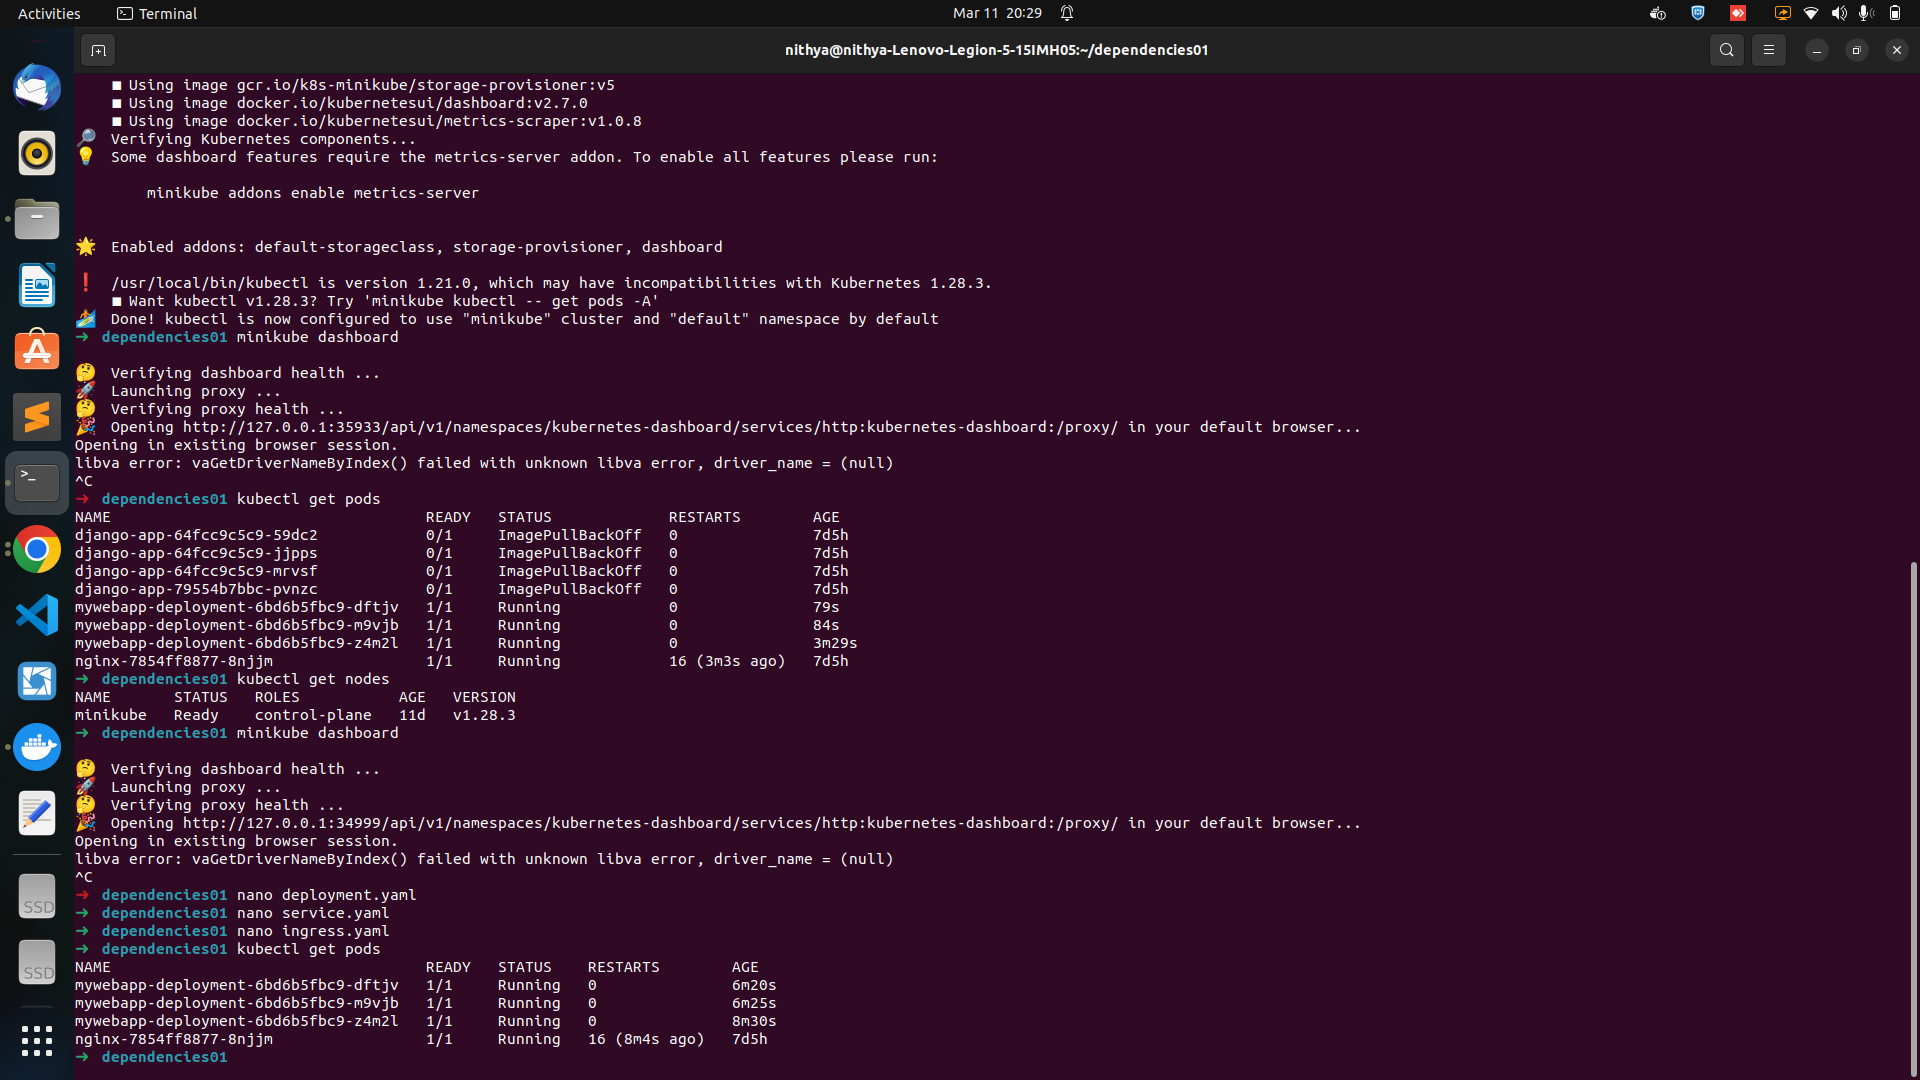 Activities
Terminal
Mar 11 20:29
nithya@nithya-Lenovo-Legion-5-15IMH05:~/dependencies01
■ Using image gcr.io/k8s-minikube/storage-provisioner:v5
■ Using image docker.io/kubernetesui/dashboard:v2.7.0
■ Using image docker.io/kubernetesui/metrics-scraper:v1.0.8
🔎 Verifying Kubernetes components...
💡 Some dashboard features require the metrics-server addon. To enable all features please run:
minikube addons enable metrics-server
🌟 Enabled addons: default-storageclass, storage-provisioner, dashboard
❗ /usr/local/bin/kubectl is version 1.21.0, which may have incompatibilities with Kubernetes 1.28.3.
■ Want kubectl v1.28.3? Try 'minikube kubectl -- get pods -A'
🏄 Done! kubectl is now configured to use "minikube" cluster and "default" namespace by default
➜ dependencies01 minikube dashboard
🤔 Verifying dashboard health ...
🚀 Launching proxy ...
🤔 Verifying proxy health ...
🎉 Opening http://127.0.0.1:35933/api/v1/namespaces/kubernetes-dashboard/services/http:kubernetes-dashboard:/proxy/ in your default browser...
Opening in existing browser session.
libva error: vaGetDriverNameByIndex() failed with unknown libva error, driver_name = (null)
^C
➜ dependencies01 kubectl get pods
NAME READY STATUS RESTARTS AGE
django-app-64fcc9c5c9-59dc2 0/1 ImagePullBackOff 0 7d5h
django-app-64fcc9c5c9-jjpps 0/1 ImagePullBackOff 0 7d5h
django-app-64fcc9c5c9-mrvsf 0/1 ImagePullBackOff 0 7d5h
django-app-79554b7bbc-pvnzc 0/1 ImagePullBackOff 0 7d5h
mywebapp-deployment-6bd6b5fbc9-dftjv 1/1 Running 0 79s
mywebapp-deployment-6bd6b5fbc9-m9vjb 1/1 Running 0 84s
mywebapp-deployment-6bd6b5fbc9-z4m2l 1/1 Running 0 3m29s
nginx-7854ff8877-8njjm 1/1 Running 16 (3m3s ago) 7d5h
➜ dependencies01 kubectl get nodes
NAME STATUS ROLES AGE VERSION
minikube Ready control-plane 11d v1.28.3
➜ dependencies01 minikube dashboard
🤔 Verifying dashboard health ...
🚀 Launching proxy ...
🤔 Verifying proxy health ...
🎉 Opening http://127.0.0.1:34999/api/v1/namespaces/kubernetes-dashboard/services/http:kubernetes-dashboard:/proxy/ in your default browser...
Opening in existing browser session.
libva error: vaGetDriverNameByIndex() failed with unknown libva error, driver_name = (null)
^C
➜ dependencies01 nano deployment.yaml
➜ dependencies01 nano service.yaml
➜ dependencies01 nano ingress.yaml
➜ dependencies01 kubectl get pods
NAME READY STATUS RESTARTS AGE
mywebapp-deployment-6bd6b5fbc9-dftjv 1/1 Running 0 6m20s
mywebapp-deployment-6bd6b5fbc9-m9vjb 1/1 Running 0 6m25s
mywebapp-deployment-6bd6b5fbc9-z4m2l 1/1 Running 0 8m30s
nginx-7854ff8877-8njjm 1/1 Running 16 (8m4s ago) 7d5h
➜ dependencies01
SSD
SSD